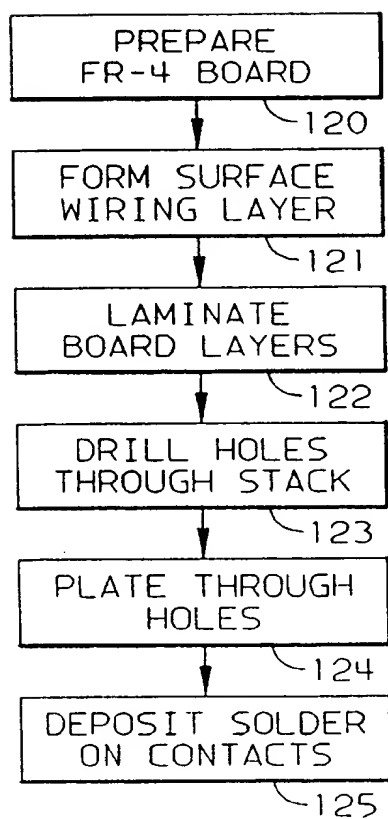 PREPARE
FR-4 BOARD
120
FORM SURFACE
WIRING LAYER
121
LAMINATE
BOARD LAYERS
122
DRILL HOLES
THROUGH STACK
123
PLATE THROUGH
HOLES
124
DEPOSIT SOLDER
ON CONTACTS
125